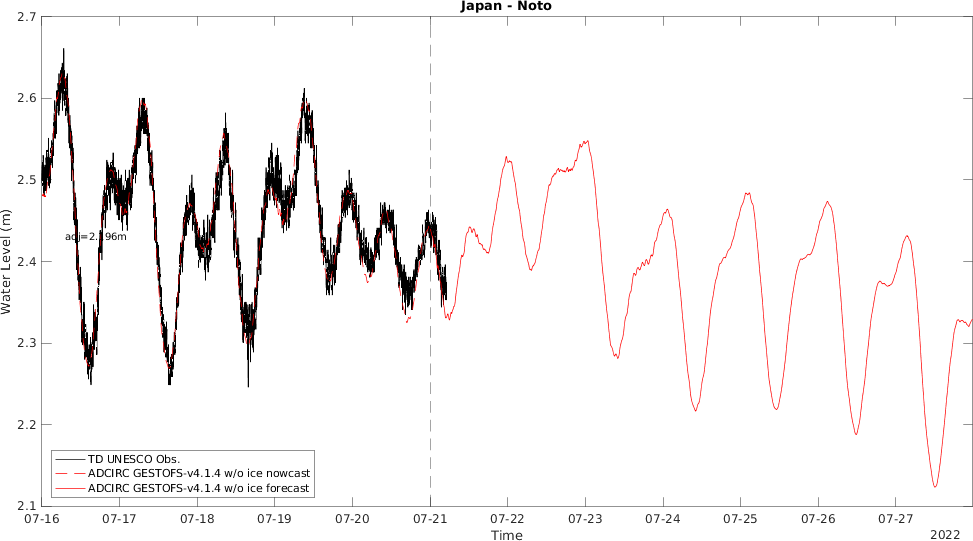 Japan - Noto
2.7
2.6
2.5
2.4
2.3
2.2
2.1
Water Level (m)
TD UNESCO Obs.
ADCIRC GESTOFS-v4.1.4 w/o ice nowcast
ADCIRC GESTOFS-v4.1.4 w/o ice forecast
07-16 07-17 07-18 07-19 07-20 07-21 07-22 07-23 07-24 07-25 07-26 07-27
Time
2022